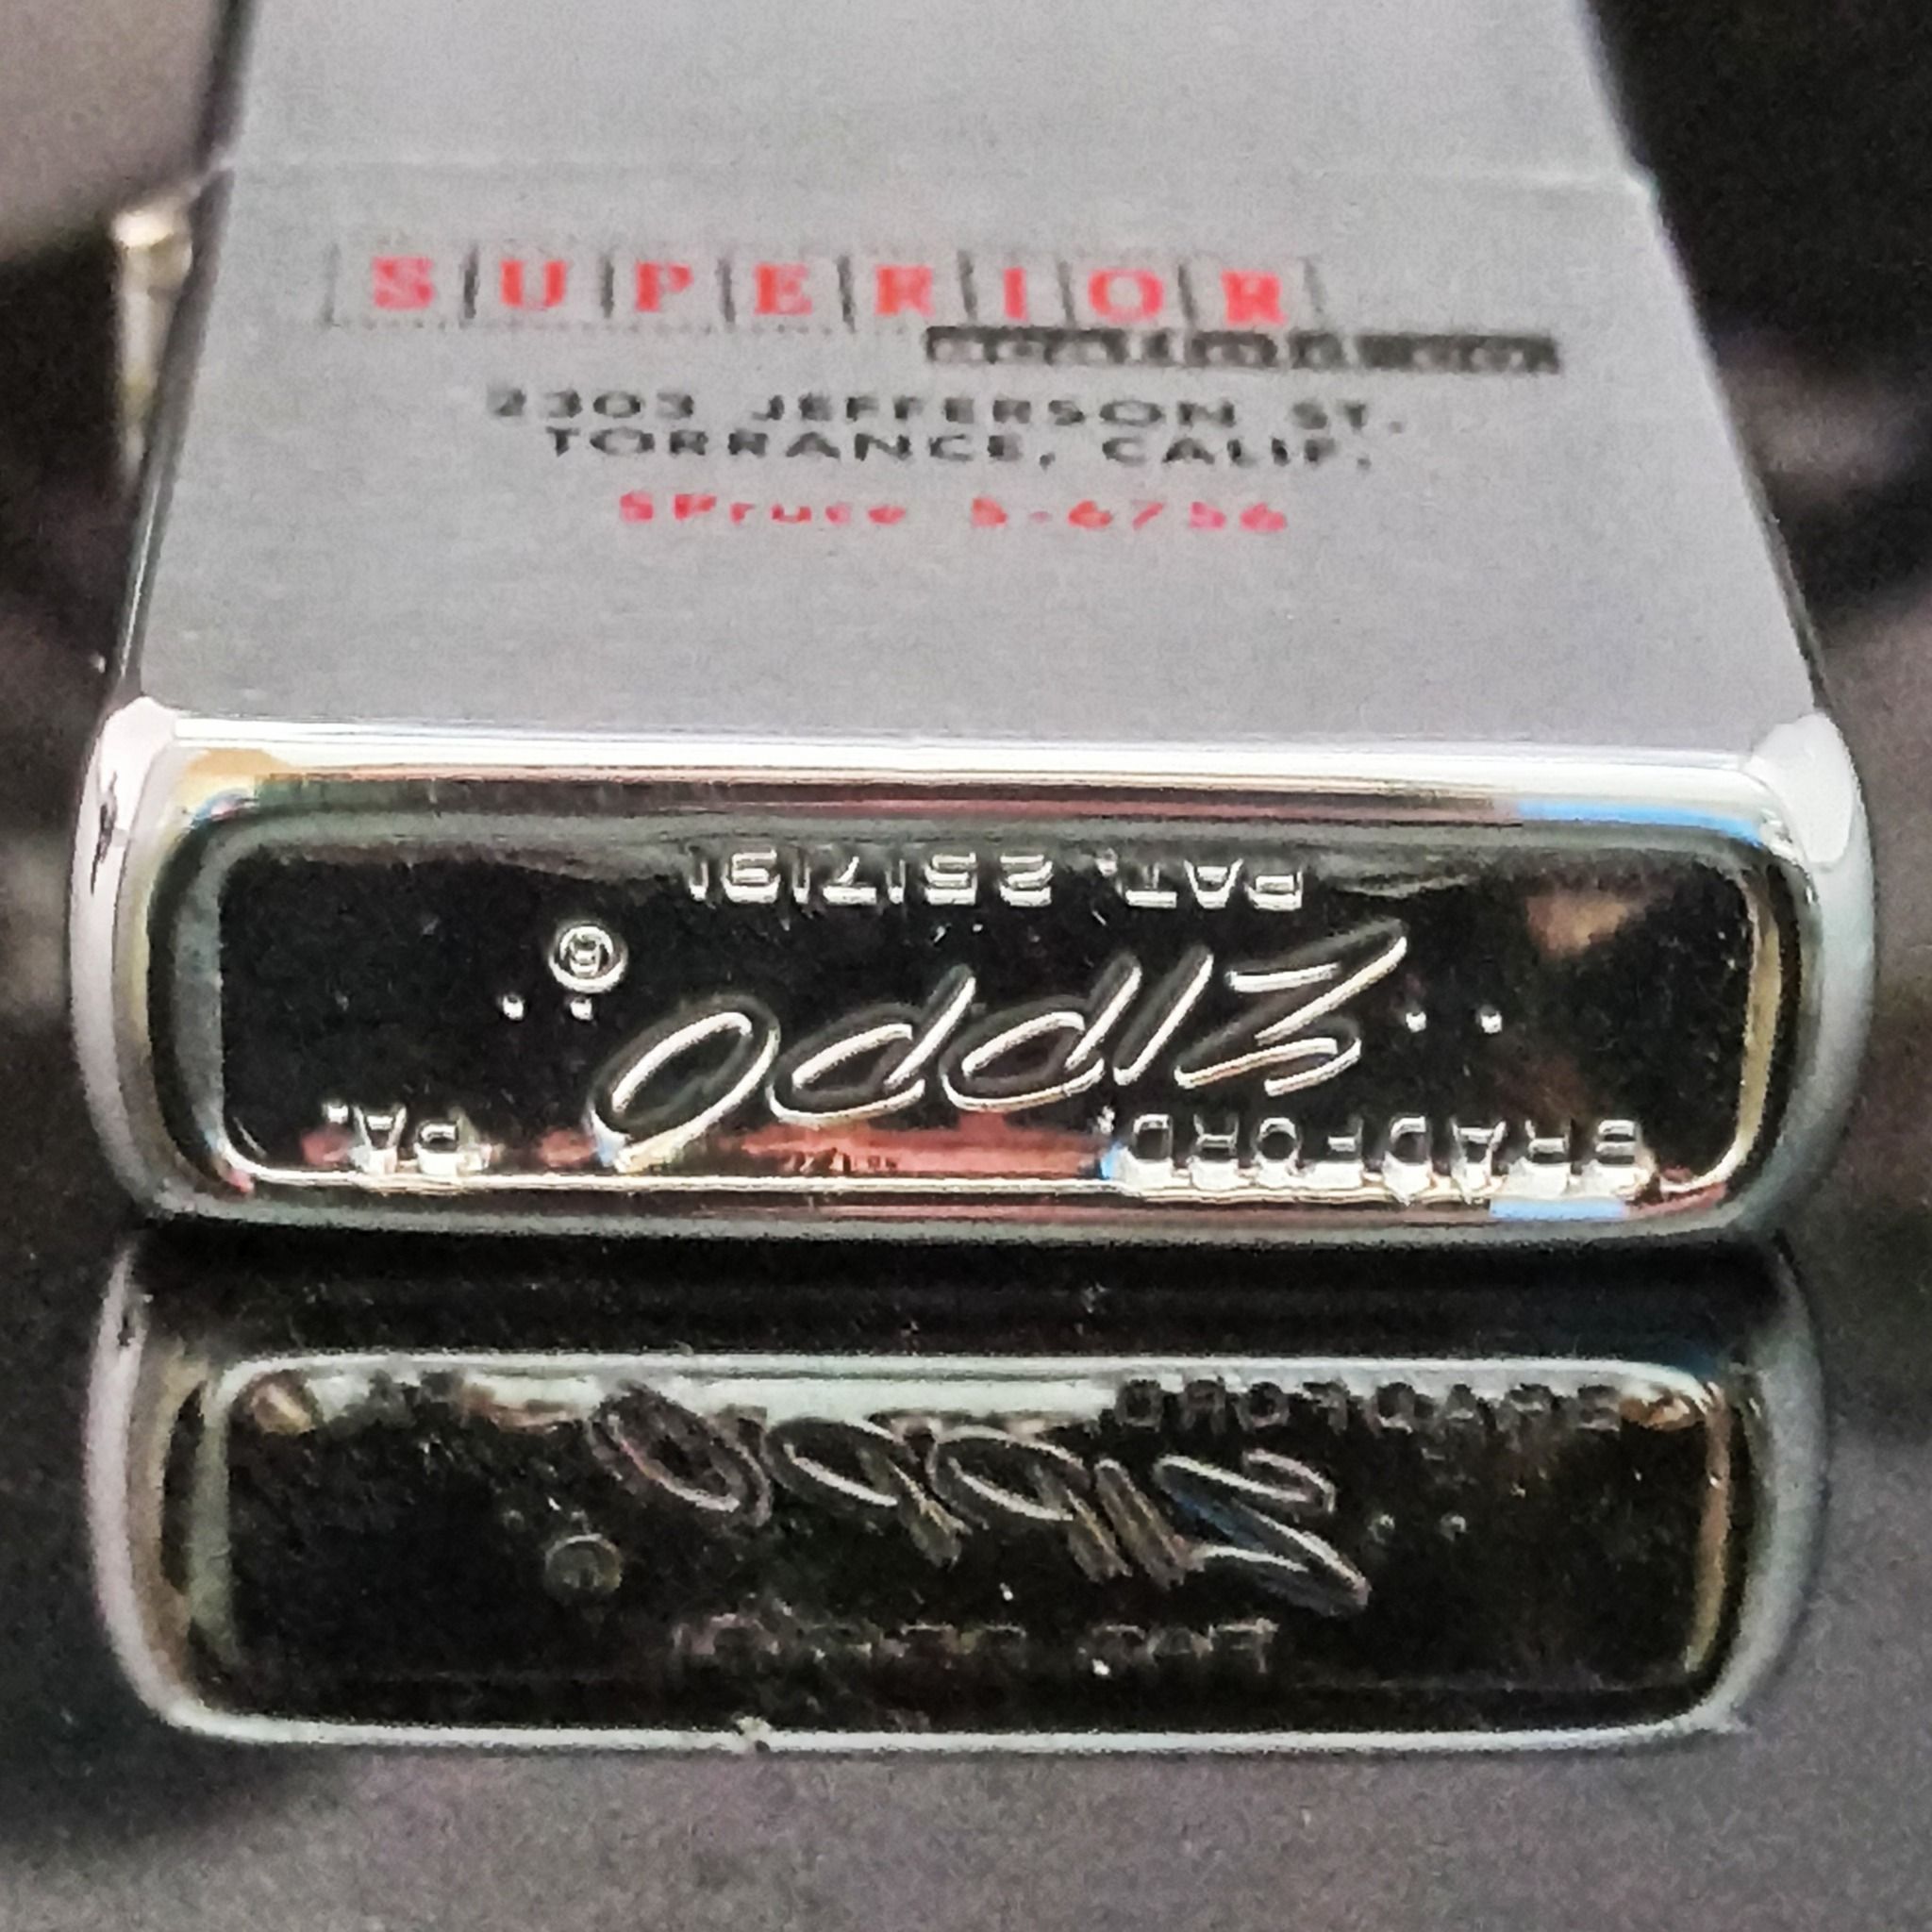 SUPERIOR
2303 JEFFERSON ST.
TORRANCE, CALIF.
SPruce 5-6756
BRADFORD, PA.
ZIPPO ®
PAT. 2517191